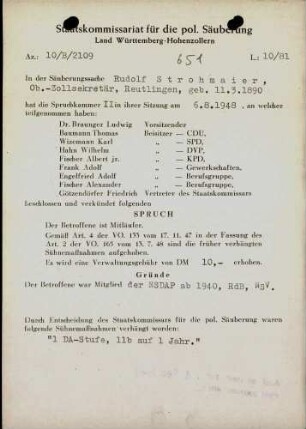 Staatskommissariat für die pol. Säuberung
Land Württemberg-Hohenzollern
Az.: 10/B/2109
651
L: 10/81
In der Säuberungssache Rudolf Strohmaier,
Ob.-Zollsekretär, Reutlingen, geb. 11.3.1890
hat die Spruchkammer II in ihrer Sitzung am 6.8.1948, an welcher
teilgenommen haben:
Dr. Braunger Ludwig Vorsitzender
Baumann Thomas Beisitzer — CDU,
Wizemann Karl „ — SPD,
Hahn Wilhelm „ — DVP,
Fischer Albert jr. „ — KPD,
Frank Adolf „ — Gewerkschaften,
Engelfried Adolf „ — Berufsgruppe,
Fischer Alexander „ — Berufsgruppe,
Götzendörfer Friedrich Vertreter des Staatskommissars
beschlossen und verkündet folgenden
SPRUCH
Der Betroffene ist Mitläufer.
Gemäß Art. 4 der VO. 133 vom 17. 11. 47 in der Fassung des
Art. 2 der VO. 165 vom 13. 7. 48 sind die früher verhängten
Sühnemaßnahmen aufgehoben.
Es wird eine Verwaltungsgebühr von DM 10,- erhoben.
Gründe
Der Betroffene war Mitglied der NSDAP ab 1940, RdB, NSV.
Durch Entscheidung des Staatskommissars für die pol. Säuberung waren
folgende Sühnemaßnahmen verhängt worden:
"1 DA-Stufe, 11b auf 1 Jahr."